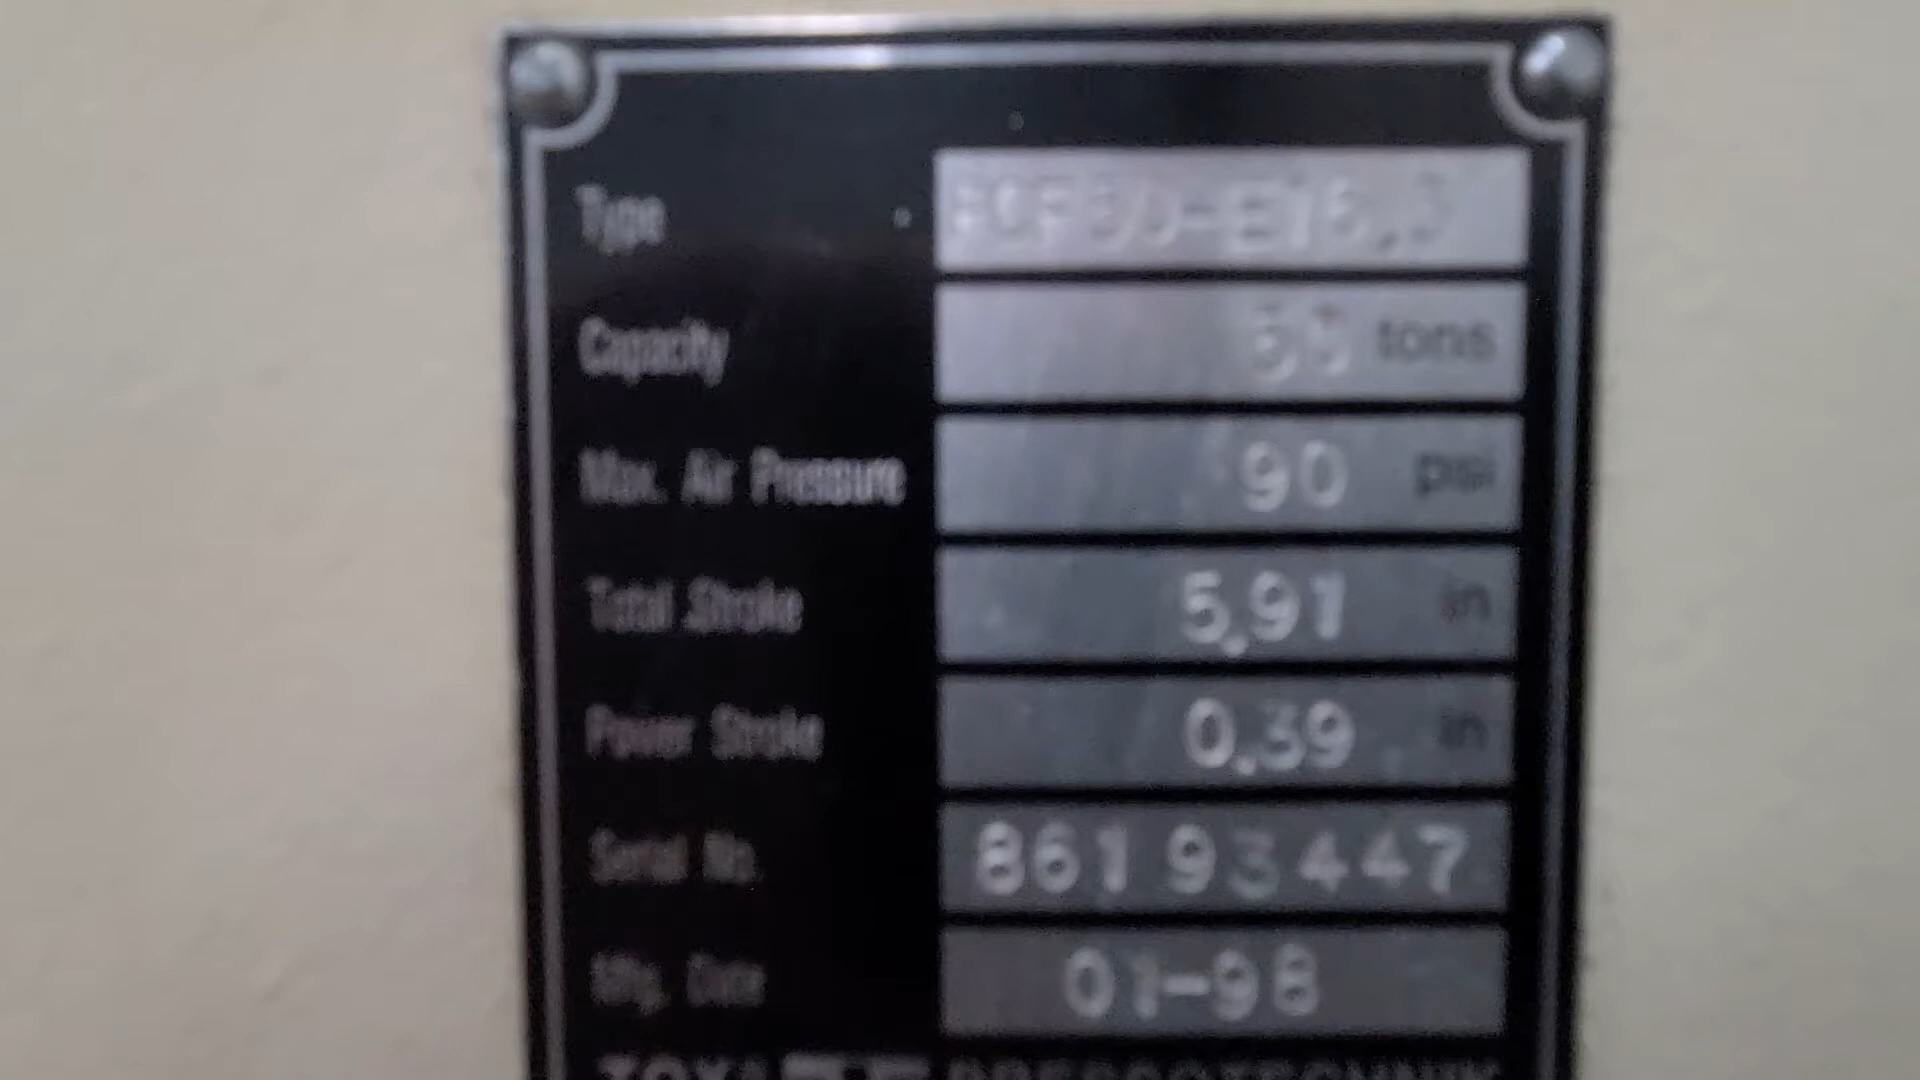 Type
Capacity tons
Max. Air Pressure 90 psi
Total Stroke 5.91 in
Power Stroke 0.39 in
Serial No. 86193447
Mfg. Date 01-98
PRESSOTECHNIK